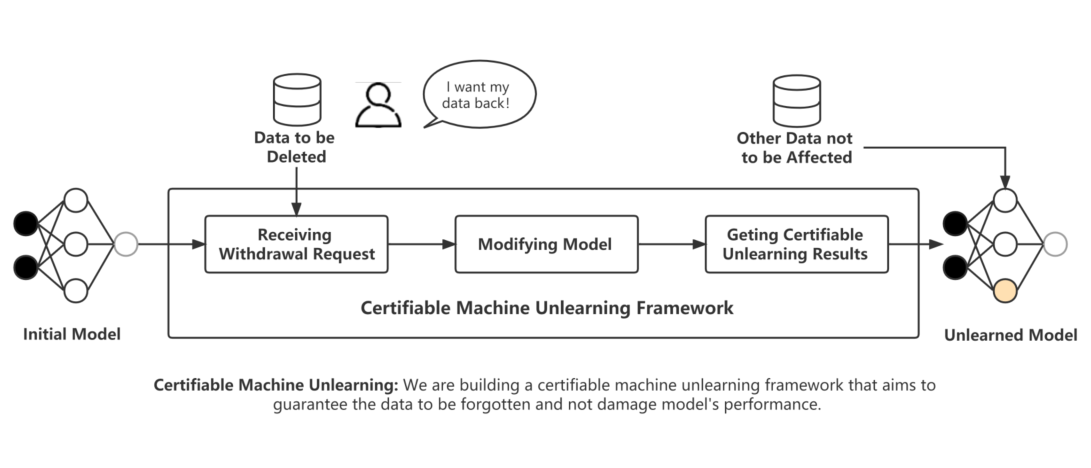 I want my
data back!
Data to be
Deleted
Other Data not
to be Affected
Receiving
Withdrawal Request
Modifying Model
Geting Certifiable
Unlearning Results
Certifiable Machine Unlearning Framework
Initial Model
Unlearned Model
Certifiable Machine Unlearning: We are building a certifiable machine unlearning framework that aims to
guarantee the data to be forgotten and not damage model's performance.